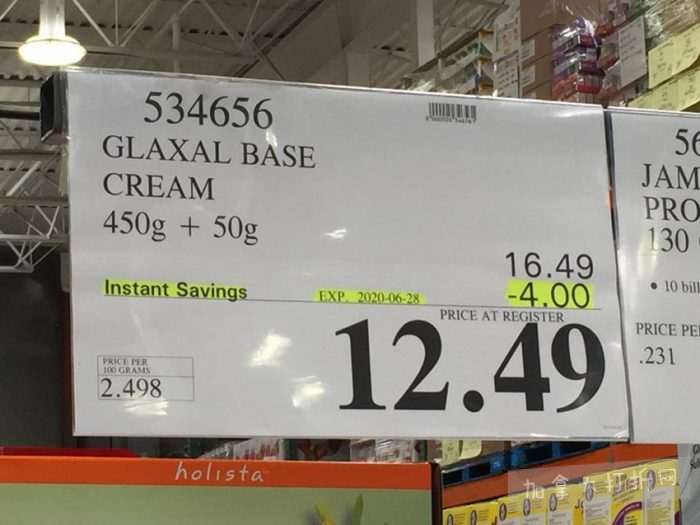 534656
GLAXAL BASE
CREAM
450g + 50g
16.49
Instant Savings
EXP. 2020-06-28
-4.00
PRICE AT REGISTER
12.49
PRICE PER
100 GRAMS
2.498
56
JAM
PRO
130
• 10 bill
PRICE PE
.231
holista
加拿大打折网